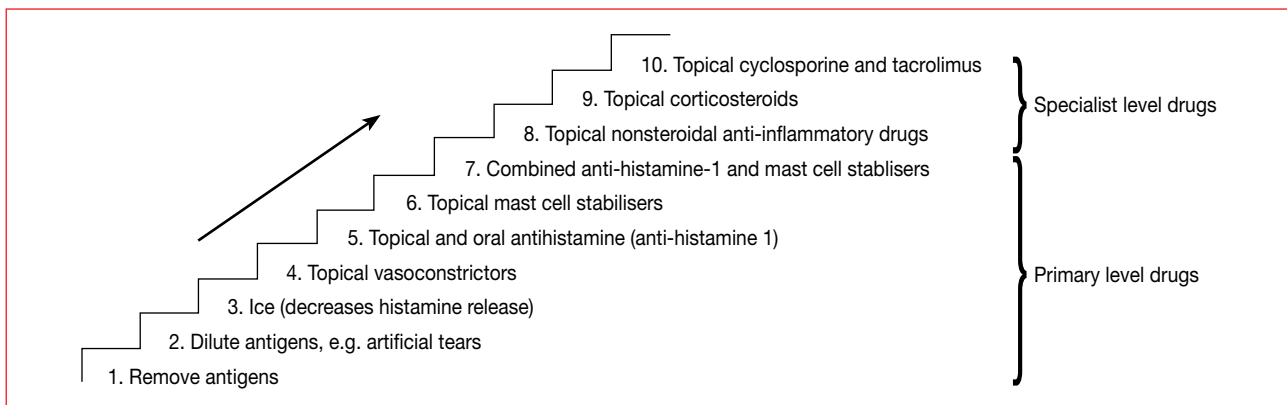 10. Topical cyclosporine and tacrolimus
9. Topical corticosteroids
Specialist level drugs
8. Topical nonsteroidal anti-inflammatory drugs
7. Combined anti-histamine-1 and mast cell stablisers
6. Topical mast cell stabilisers
5. Topical and oral antihistamine (anti-histamine 1)
4. Topical vasoconstrictors
Primary level drugs
3. Ice (decreases histamine release)
2. Dilute antigens, e.g. artificial tears
1. Remove antigens